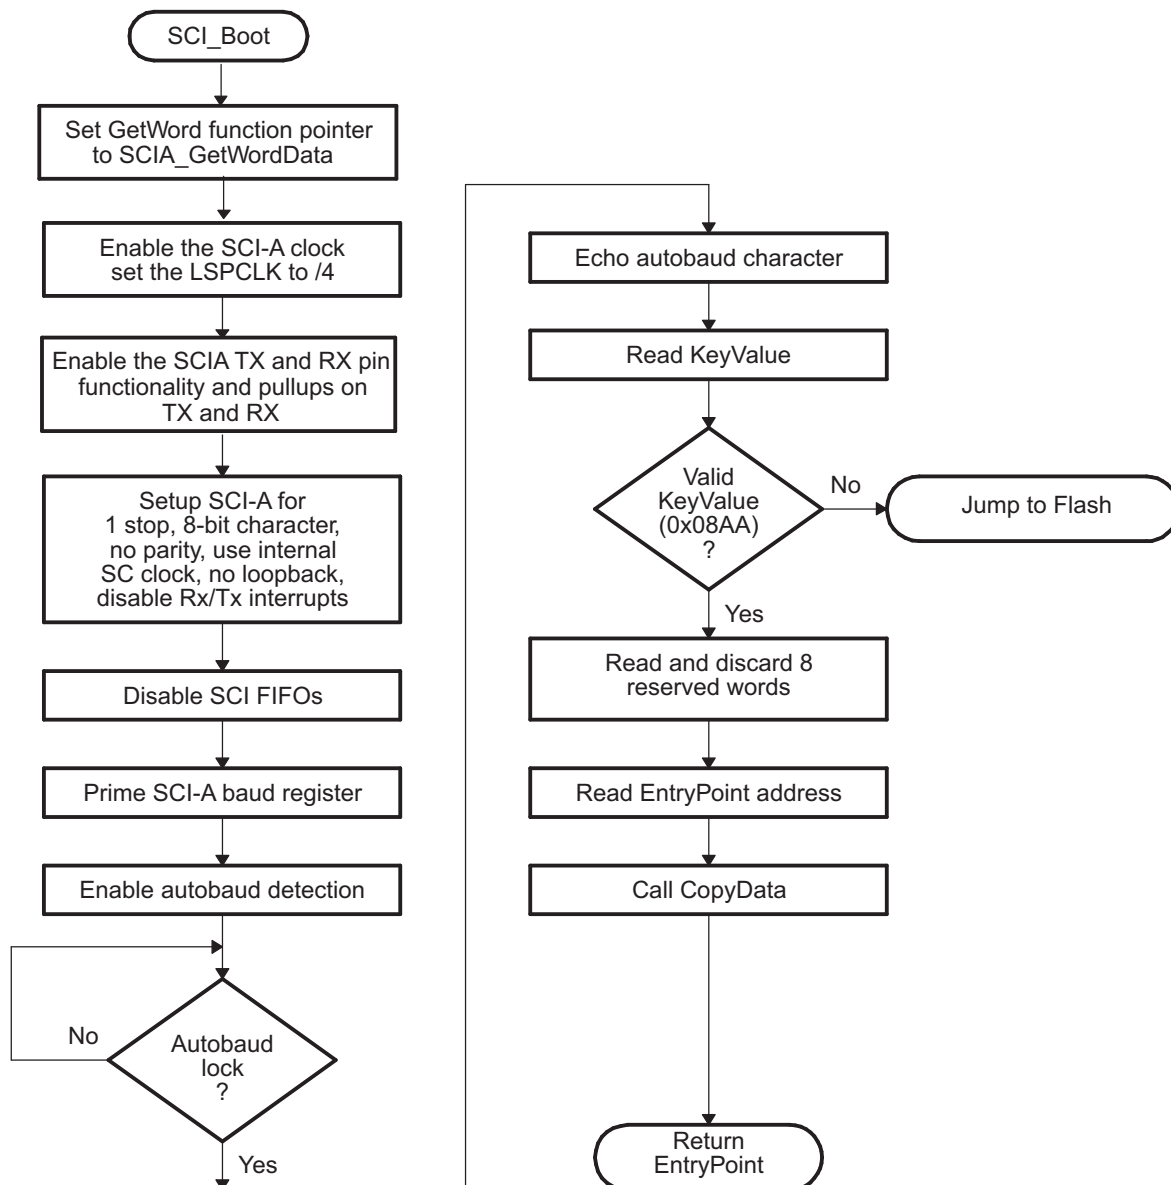 SCI_Boot
Set GetWord function pointer
to SCIA_GetWordData
Enable the SCI-A clock
set the LSPCLK to /4
Enable the SCIA TX and RX pin
functionality and pullups on
TX and RX
Setup SCI-A for
1 stop, 8-bit character,
no parity, use internal
SC clock, no loopback,
disable Rx/Tx interrupts
Disable SCI FIFOs
Prime SCI-A baud register
Enable autobaud detection
No
Autobaud
lock
?
Yes
Echo autobaud character
Read KeyValue
Valid
KeyValue
(0x08AA)
?
No
Jump to Flash
Yes
Read and discard 8
reserved words
Read EntryPoint address
Call CopyData
Return
EntryPoint